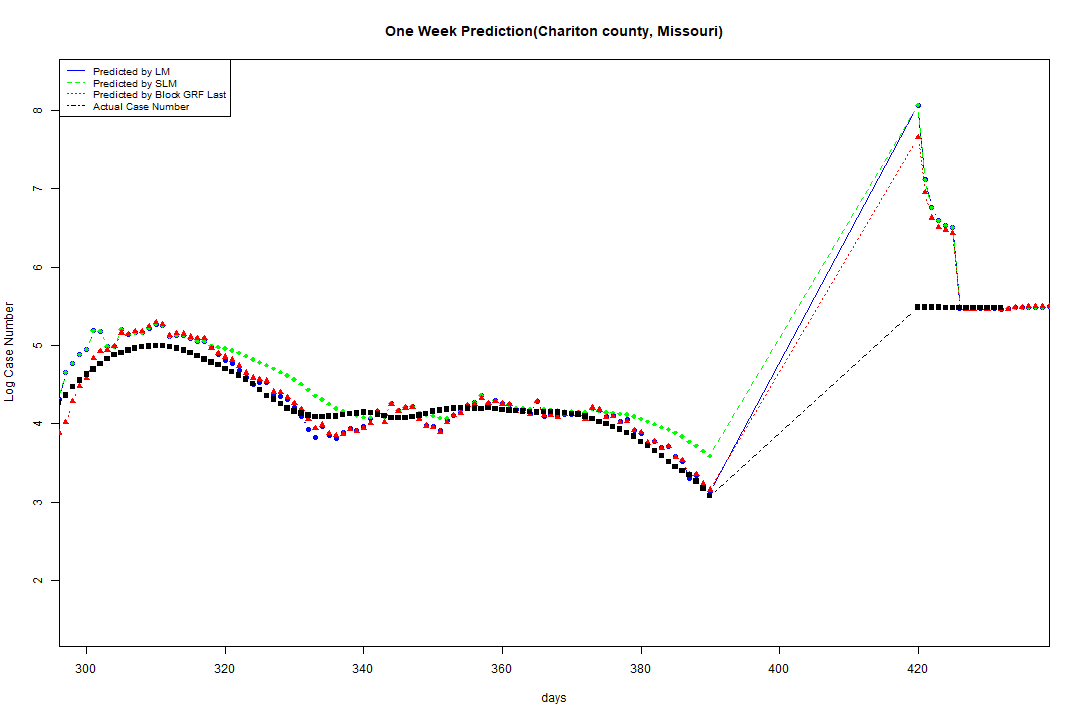 One Week Prediction(Chariton county, Missouri)
Predicted by LM
Predicted by SLM
Predicted by Block GRF Last
Actual Case Number
Log Case Number
8
7
6
5
4
3
2
300 320 340 360 380 400 420
days